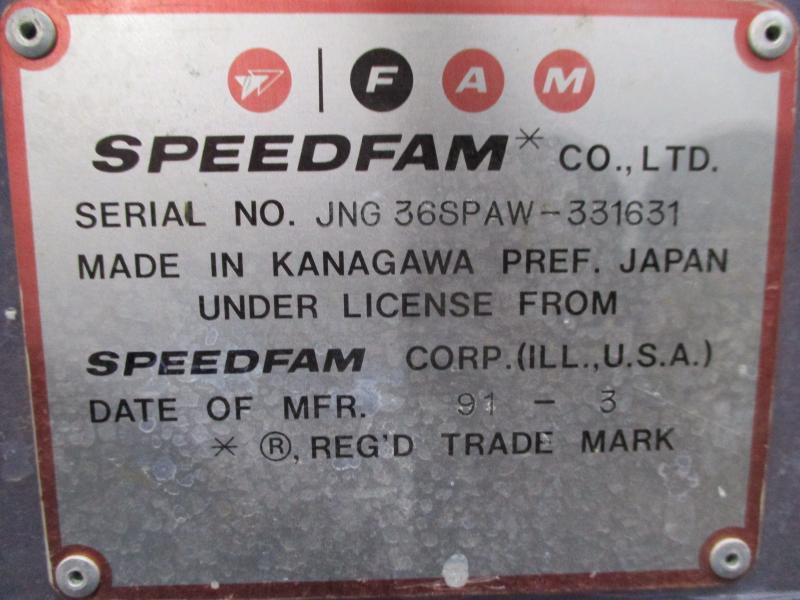 F A M
SPEEDFAM* CO., LTD.
SERIAL NO. JNG 36SPAW-331631
MADE IN KANAGAWA PREF. JAPAN
UNDER LICENSE FROM
SPEEDFAM CORP.(ILL.,U.S.A.)
DATE OF MFR. 91 - 3
* ®, REG'D TRADE MARK